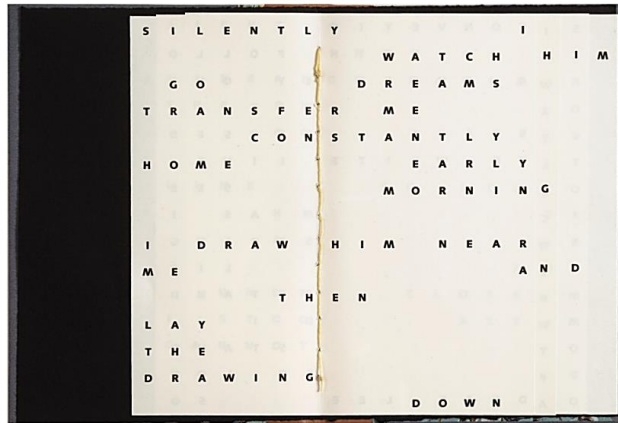 SILENTLY I
WATCH HIM
GO DREAMS
TRANSFER ME
CONSTANTLY
HOME EARLY
MORNING
I DRAW HIM NEAR
ME AND
THEN
LAY
THE
DRAWING
DOWN